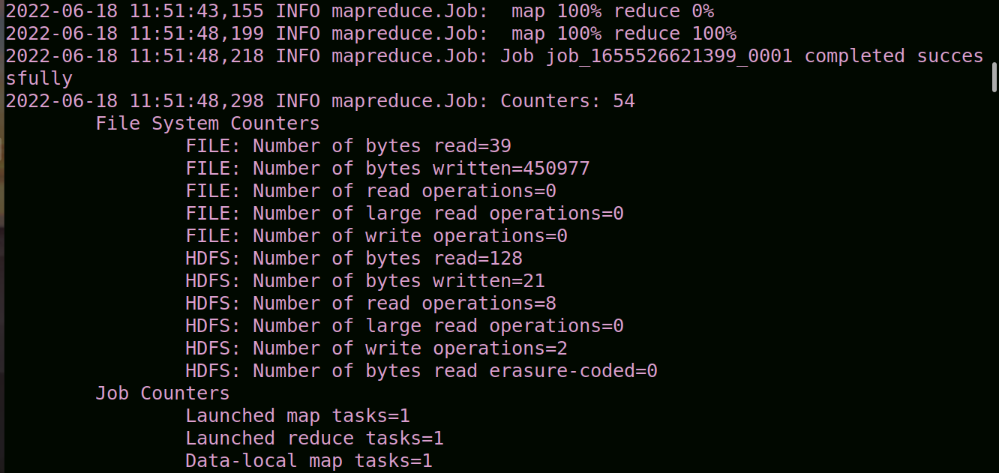 2022-06-18 11:51:43,155 INFO mapreduce.Job:  map 100% reduce 0%
2022-06-18 11:51:48,199 INFO mapreduce.Job:  map 100% reduce 100%
2022-06-18 11:51:48,218 INFO mapreduce.Job: Job job_1655526621399_0001 completed succes
sfully
2022-06-18 11:51:48,298 INFO mapreduce.Job: Counters: 54
        File System Counters
                FILE: Number of bytes read=39
                FILE: Number of bytes written=450977
                FILE: Number of read operations=0
                FILE: Number of large read operations=0
                FILE: Number of write operations=0
                HDFS: Number of bytes read=128
                HDFS: Number of bytes written=21
                HDFS: Number of read operations=8
                HDFS: Number of large read operations=0
                HDFS: Number of write operations=2
                HDFS: Number of bytes read erasure-coded=0
        Job Counters
                Launched map tasks=1
                Launched reduce tasks=1
                Data-local map tasks=1